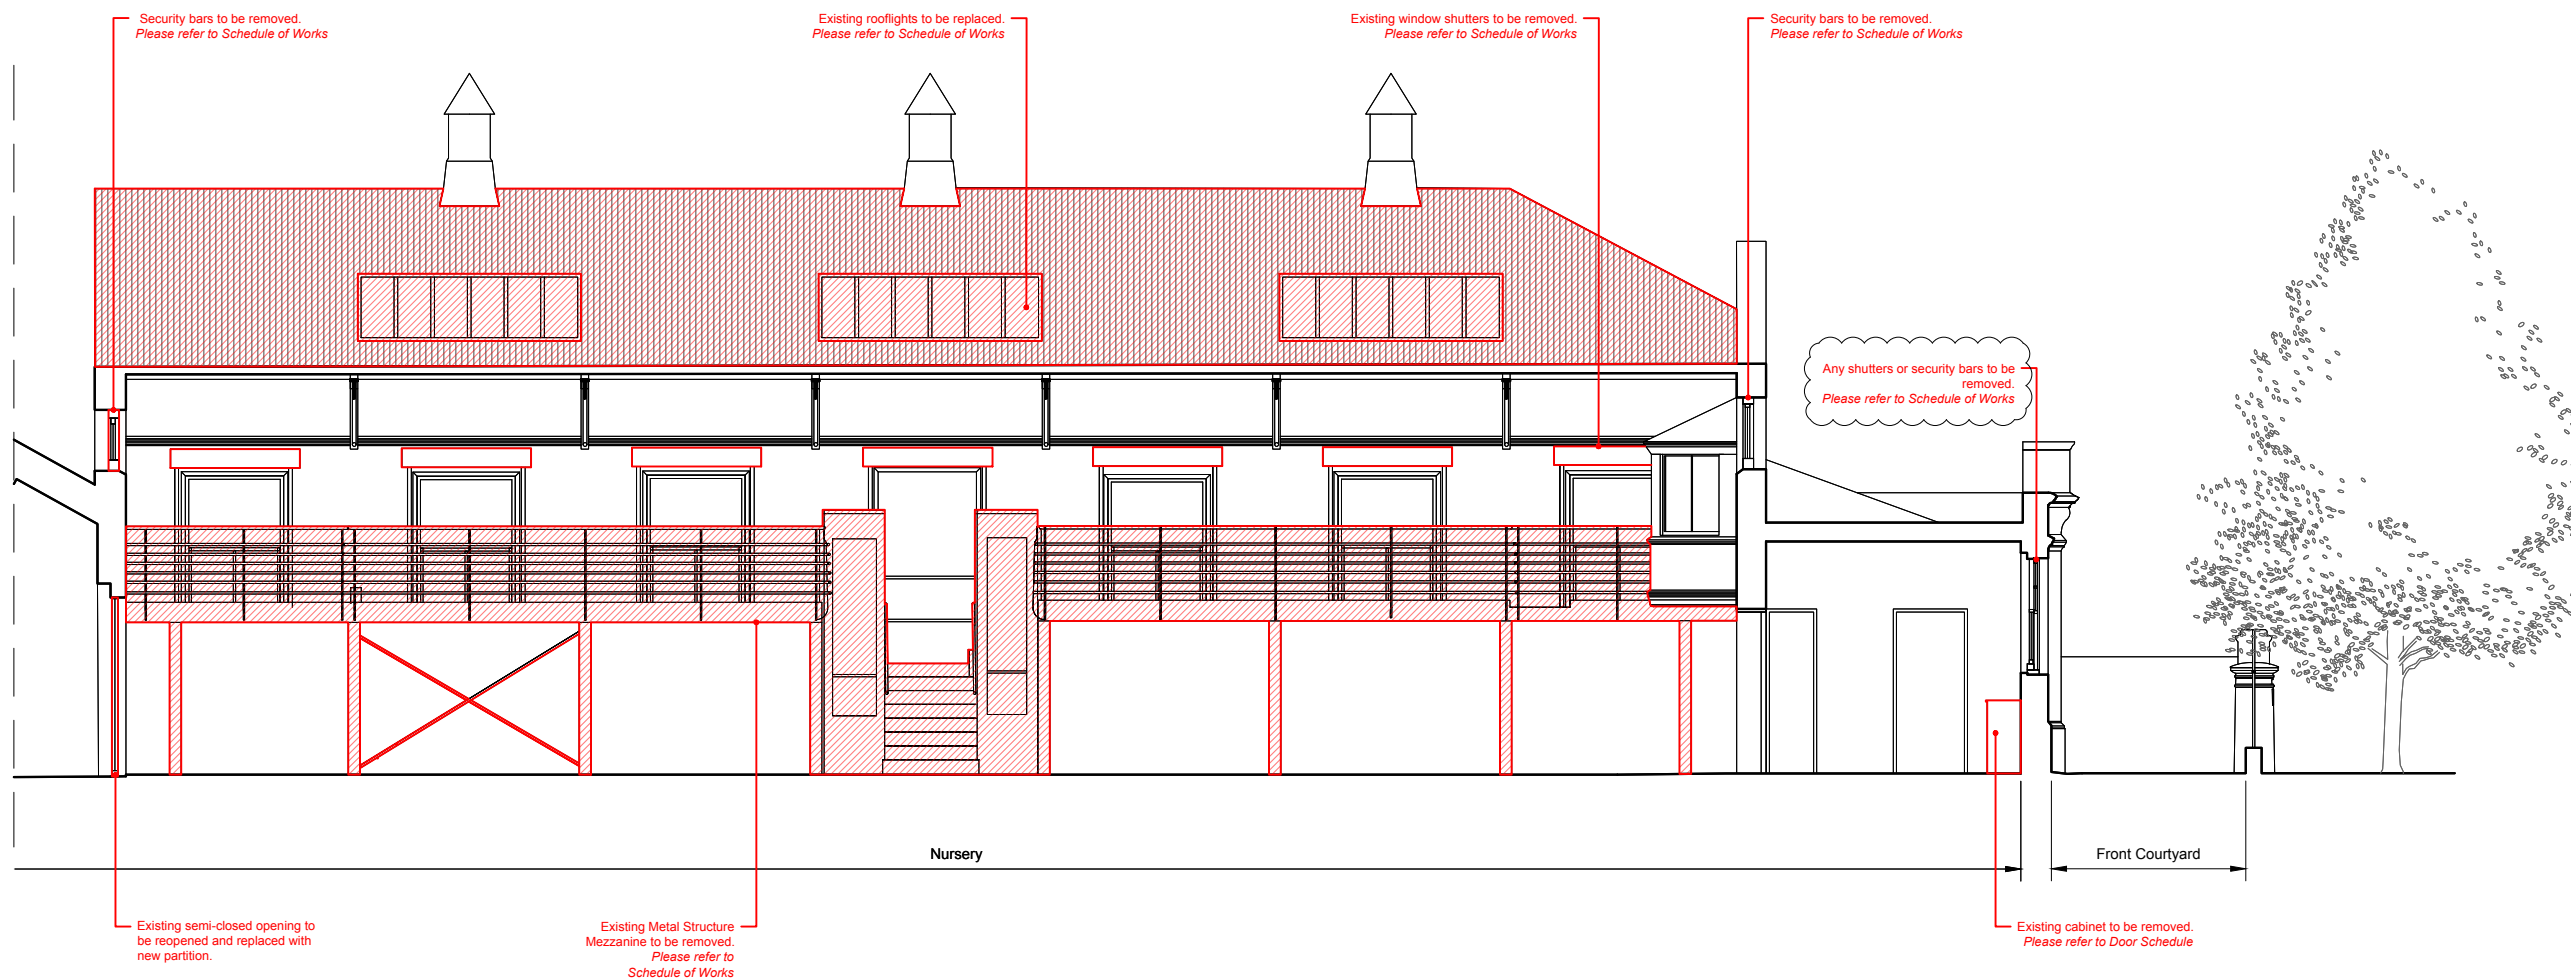 Security bars to be removed.
Please refer to Schedule of Works
Existing rooflights to be replaced.
Please refer to Schedule of Works
Existing window shutters to be removed.
Please refer to Schedule of Works
Security bars to be removed.
Please refer to Schedule of Works
Any shutters or security bars to be
removed.
Please refer to Schedule of Works
Nursery
Front Courtyard
Existing semi-closed opening to
be reopened and replaced with
new partition.
Existing Metal Structure
Mezzanine to be removed.
Please refer to
Schedule of Works
Existing cabinet to be removed.
Please refer to Door Schedule